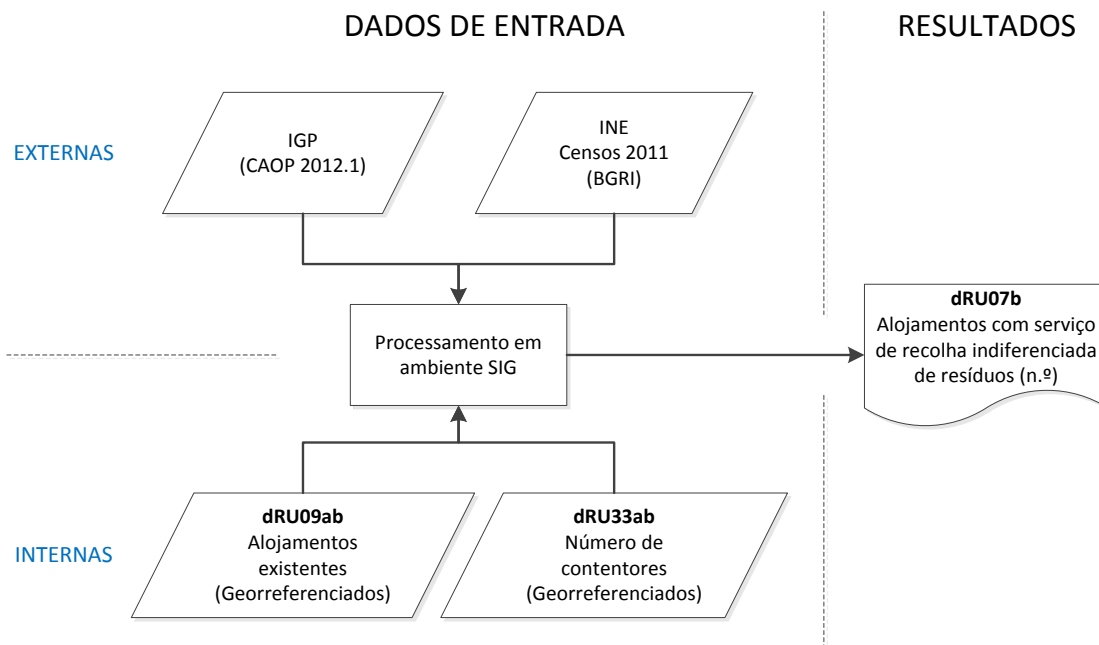 DADOS DE ENTRADA
RESULTADOS
EXTERNAS
IGP
(CAOP 2012.1)
INE
Censos 2011
(BGRI)
Processamento em
ambiente SIG
dRU07b
Alojamentos com serviço
de recolha indiferenciada
de resíduos (n.º)
INTERNAS
dRU09ab
Alojamentos
existentes
(Georreferenciados)
dRU33ab
Número de
contentores
(Georreferenciados)